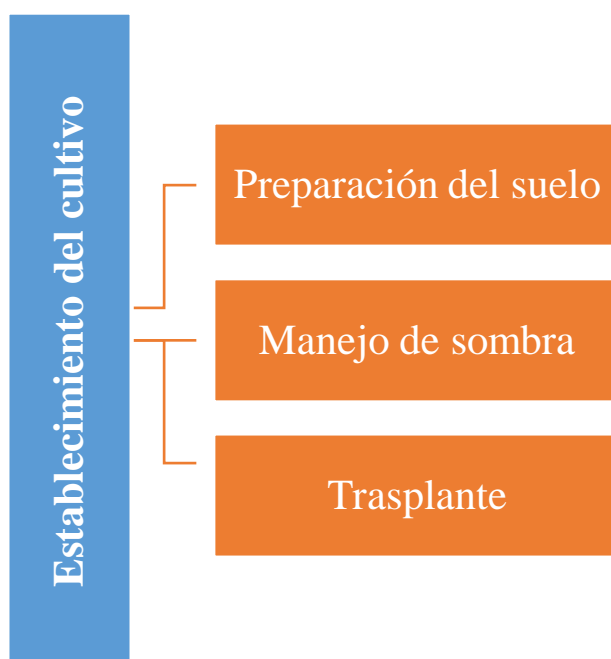 Establecimiento del cultivo
Preparación del suelo
Manejo de sombra
Trasplante